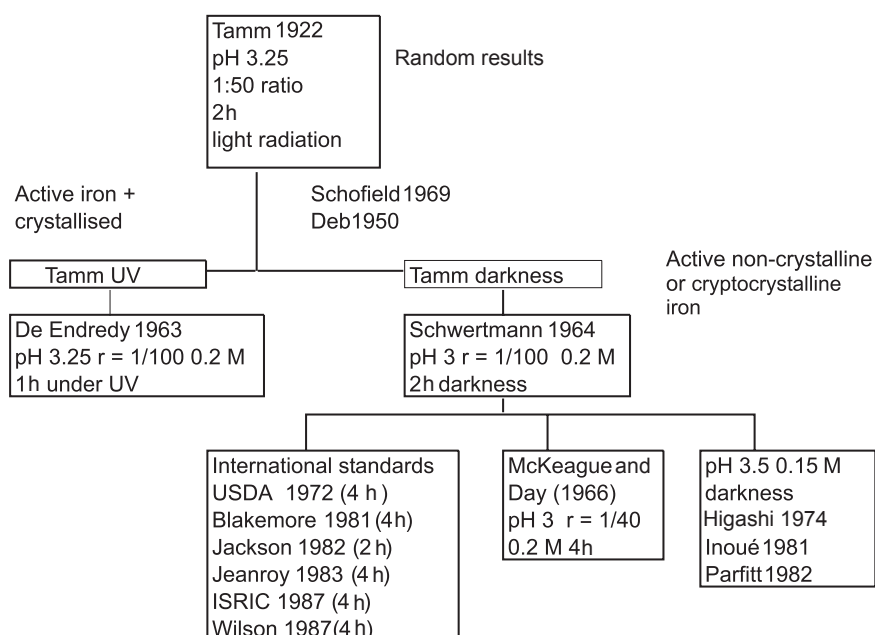 Tamm 1922
pH 3.25
1:50 ratio
2h
light radiation
Random results
Active iron +
crystallised
Schofield 1969
Deb1950
Tamm UV
Tamm darkness
Active non-crystalline
or cryptocrystalline
iron
De Endredy 1963
pH 3.25 r = 1/100 0.2 M
1h under UV
Schwertmann 1964
pH 3 r = 1/100 0.2 M
2h darkness
International standards
USDA 1972 (4 h)
Blakemore 1981 (4h)
Jackson 1982 (2 h)
Jeanroy 1983 (4 h)
ISRIC 1987 (4 h)
Wilson 1987(4 h)
McKeague and
Day (1966)
pH 3 r = 1/40
0.2 M 4h
pH 3.5 0.15 M
darkness
Higashi 1974
Inoué 1981
Parfitt 1982